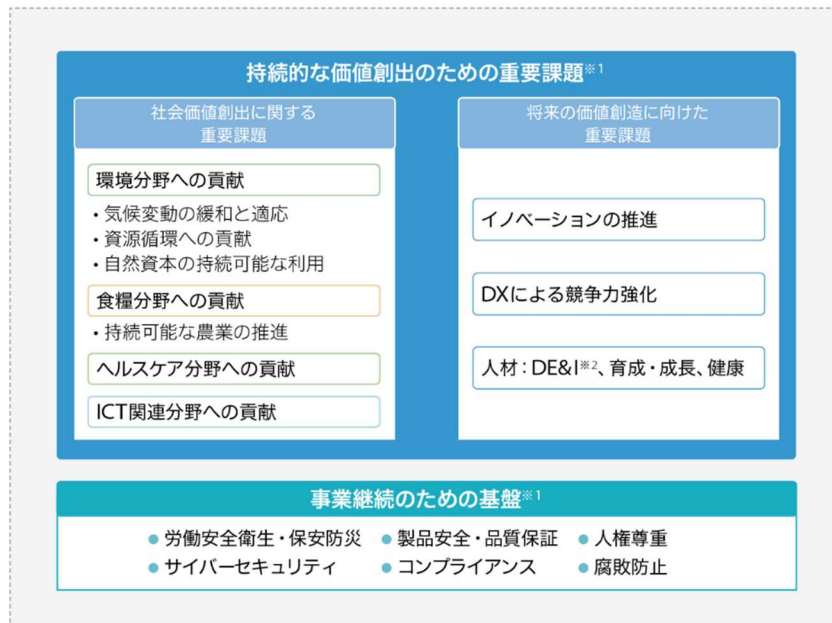 持続的な価値創出のための重要課題※1
社会価値創出に関する
重要課題
環境分野への貢献
・気候変動の緩和と適応
・資源循環への貢献
・自然資本の持続可能な利用
食糧分野への貢献
・持続可能な農業の推進
ヘルスケア分野への貢献
ICT関連分野への貢献
将来の価値創造に向けた
重要課題
イノベーションの推進
DXによる競争力強化
人材：DE&I※2、育成・成長、健康
事業継続のための基盤※1
● 労働安全衛生・保安防災 ● 製品安全・品質保証 ● 人権尊重
● サイバーセキュリティ ● コンプライアンス ● 腐敗防止